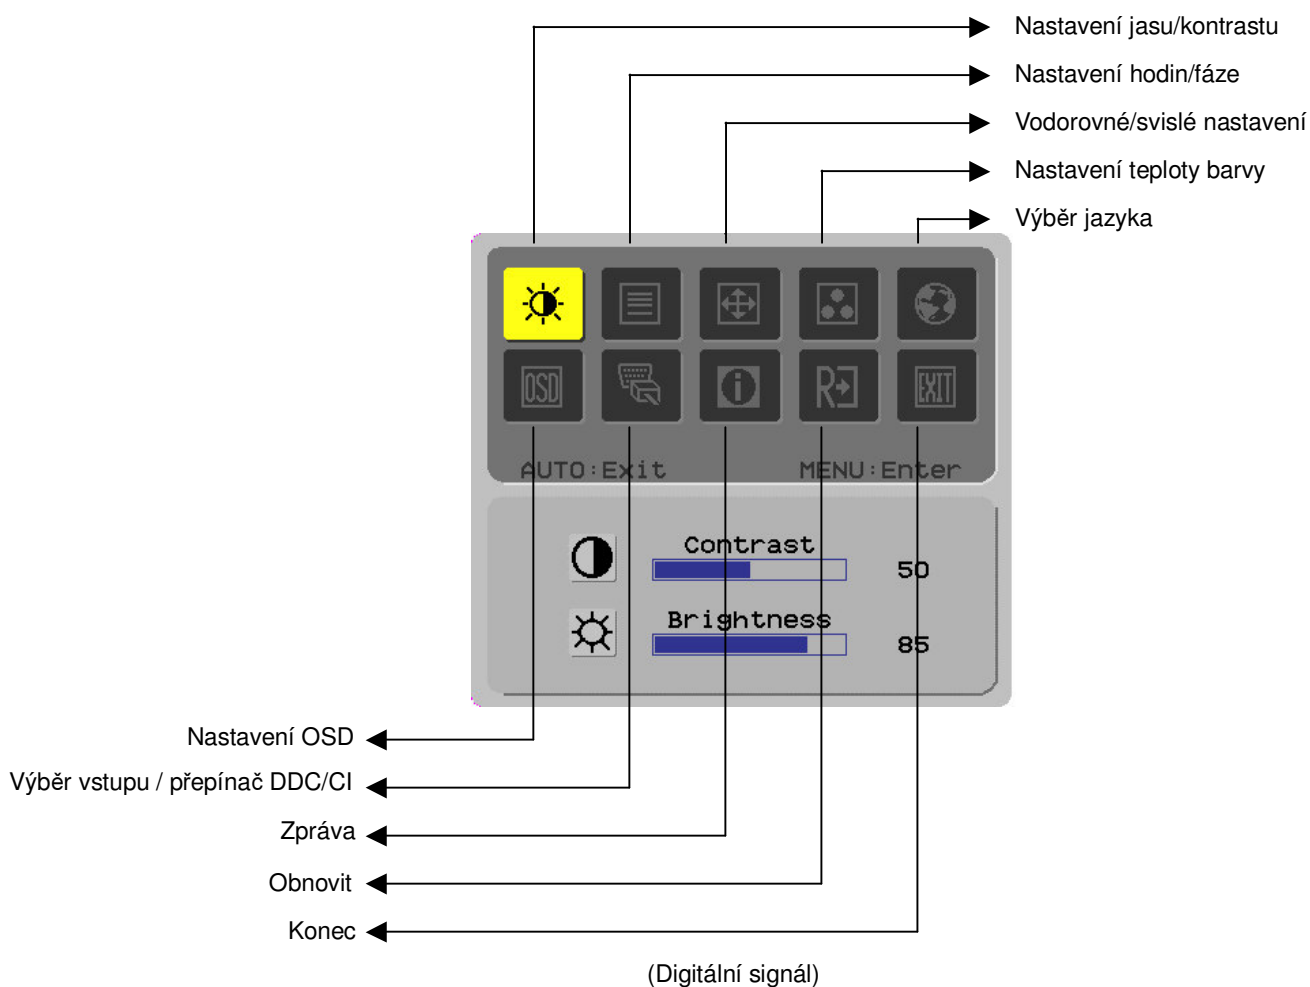 Nastavení jasu/kontrastu
Nastavení hodin/fáze
Vodorovné/svislé nastavení
Nastavení teploty barvy
Výběr jazyka
OSD
R
EXIT
AUTO:Exit MENU:Enter
Contrast
50
Brightness
85
Nastavení OSD
Výběr vstupu / přepínač DDC/CI
Zpráva
Obnovit
Konec
(Digitální signál)